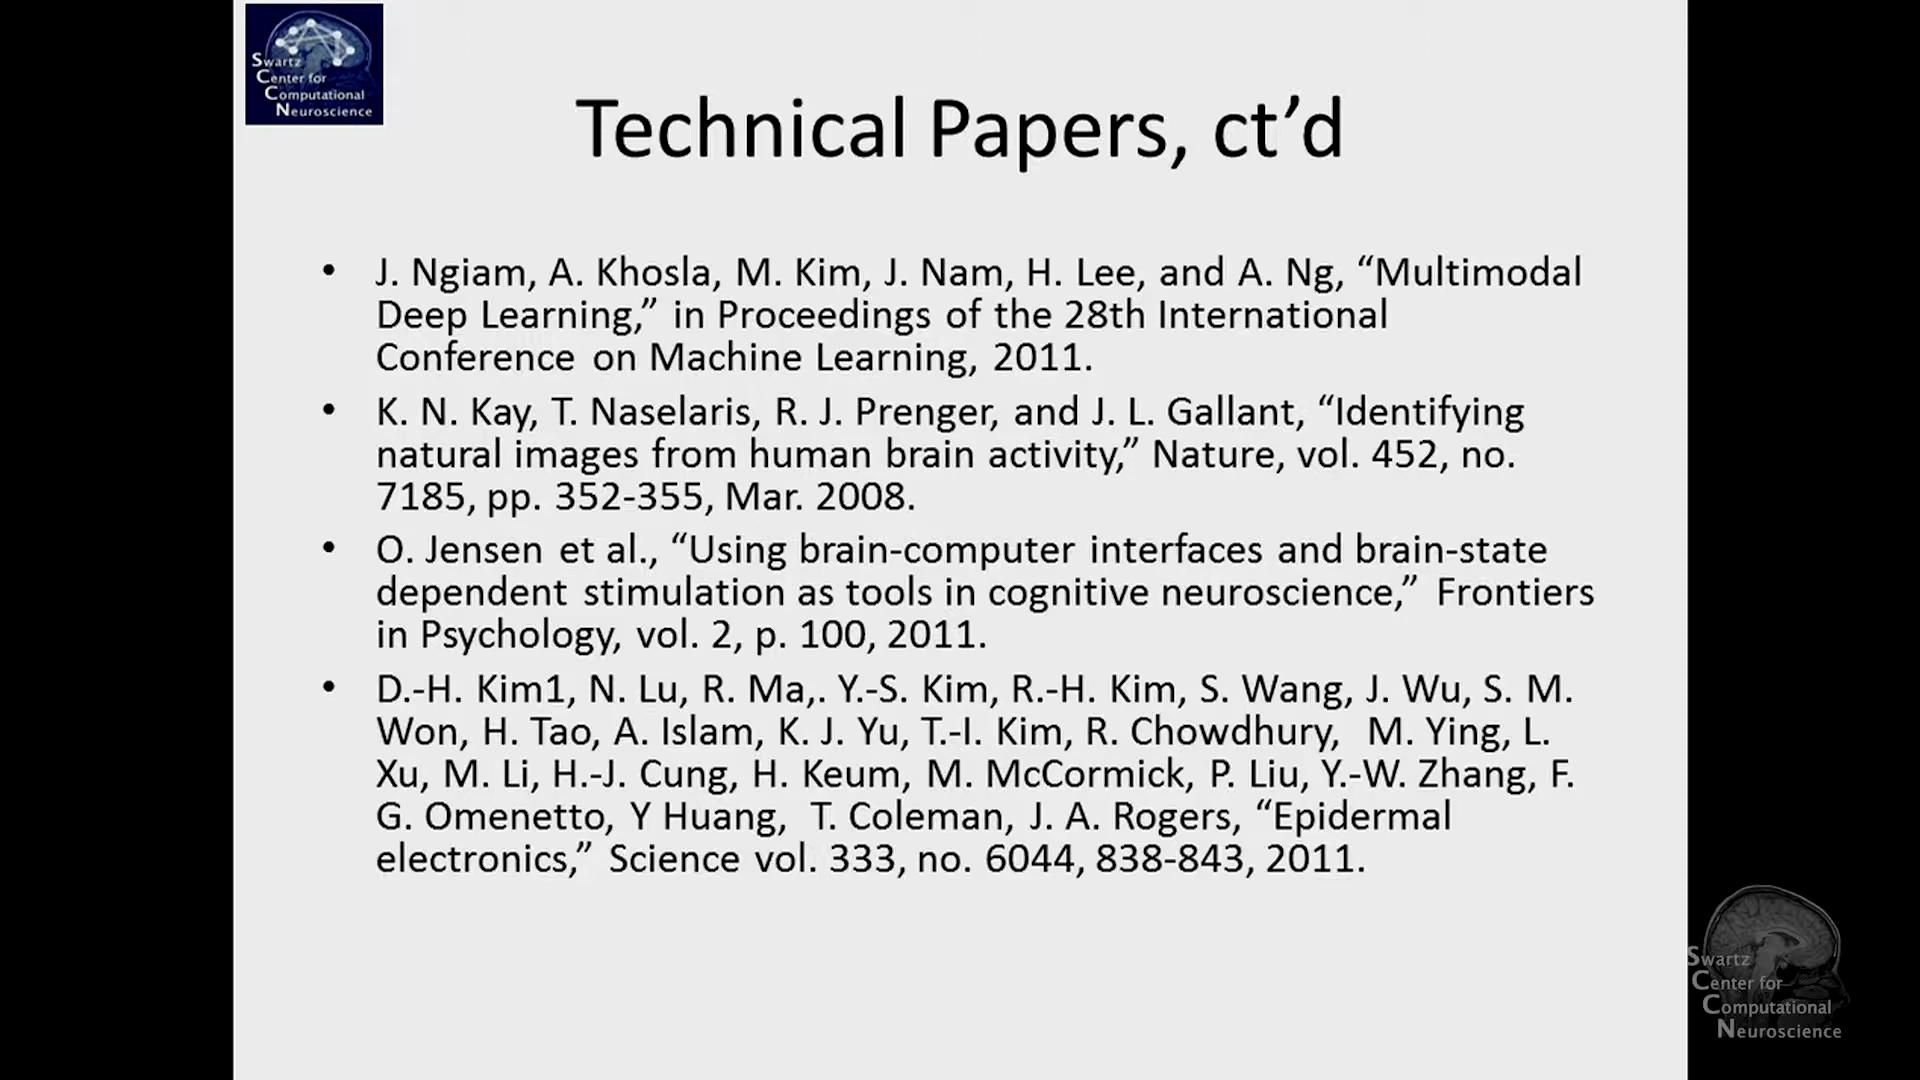 Swartz
Center for
Computational
Neuroscience
Technical Papers, ct’d
• J. Ngiam, A. Khosla, M. Kim, J. Nam, H. Lee, and A. Ng, “Multimodal
Deep Learning,” in Proceedings of the 28th International
Conference on Machine Learning, 2011.
• K. N. Kay, T. Naselaris, R. J. Prenger, and J. L. Gallant, “Identifying
natural images from human brain activity,” Nature, vol. 452, no.
7185, pp. 352-355, Mar. 2008.
• O. Jensen et al., “Using brain-computer interfaces and brain-state
dependent stimulation as tools in cognitive neuroscience,” Frontiers
in Psychology, vol. 2, p. 100, 2011.
• D.-H. Kim1, N. Lu, R. Ma,. Y.-S. Kim, R.-H. Kim, S. Wang, J. Wu, S. M.
Won, H. Tao, A. Islam, K. J. Yu, T.-I. Kim, R. Chowdhury, M. Ying, L.
Xu, M. Li, H.-J. Cung, H. Keum, M. McCormick, P. Liu, Y.-W. Zhang, F.
G. Omenetto, Y Huang, T. Coleman, J. A. Rogers, “Epidermal
electronics,” Science vol. 333, no. 6044, 838-843, 2011.
Swartz
Center for
Computational
Neuroscience